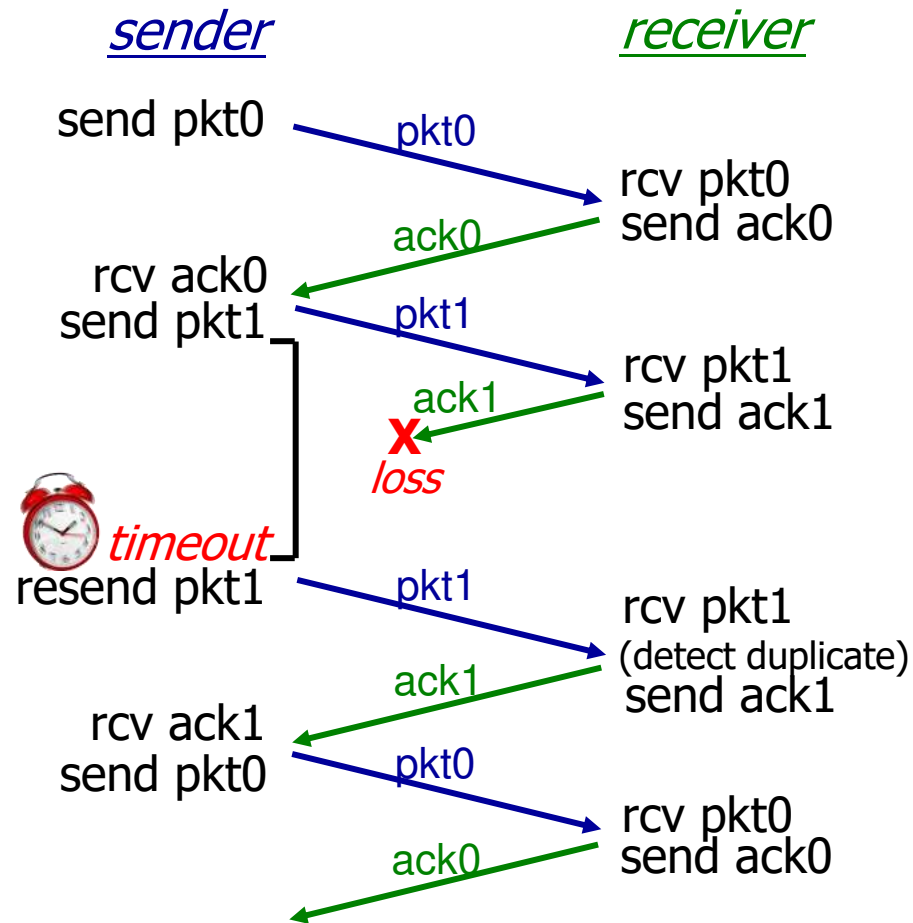 sender
receiver
send pkt0
pkt0
rcv pkt0
send ack0
ack0
rcv ack0
send pkt1
pkt1
rcv pkt1
send ack1
ack1
X
loss
timeout
resend pkt1
pkt1
rcv pkt1
(detect duplicate)
send ack1
ack1
rcv ack1
send pkt0
pkt0
rcv pkt0
send ack0
ack0